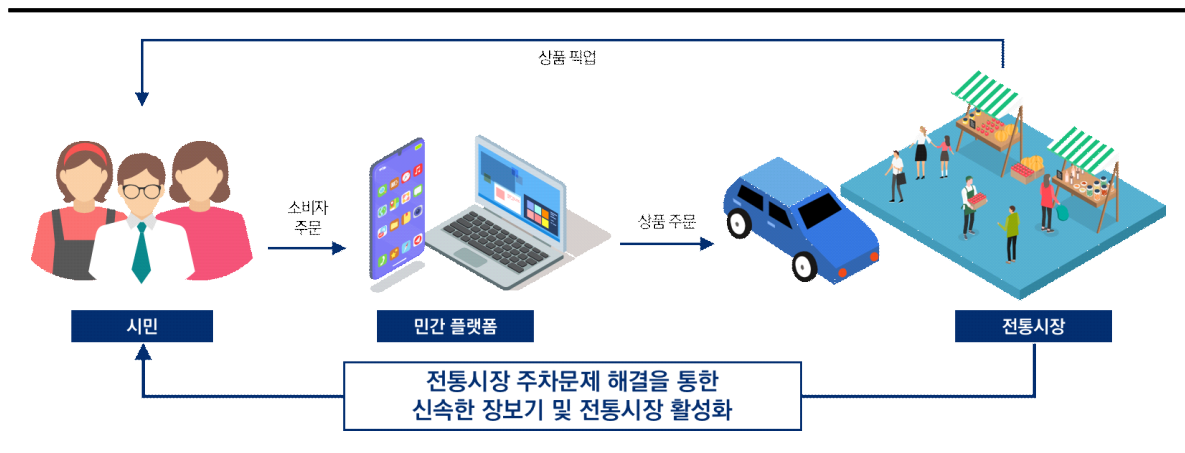 상품 픽업
소비자
주문
상품 주문
시민
민간 플랫폼
전통시장
전통시장 주차문제 해결을 통한
신속한 장보기 및 전통시장 활성화